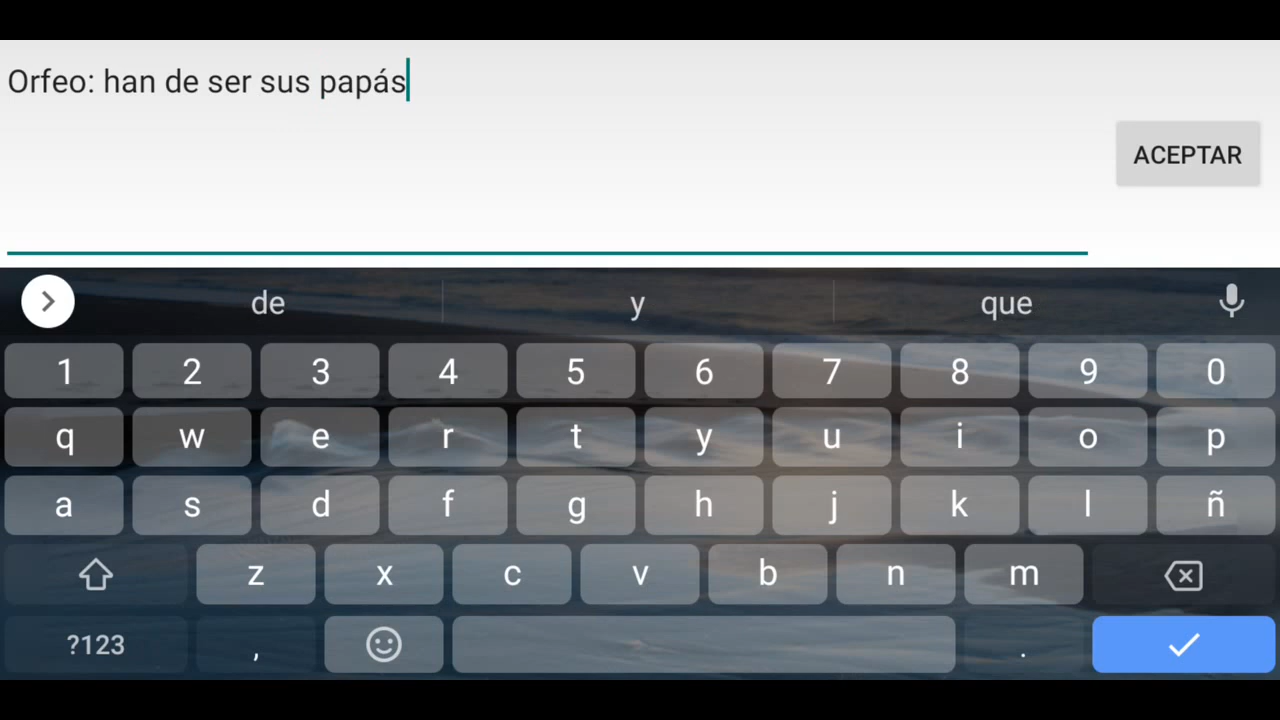 Orfeo: han de ser sus papás
ACEPTAR
de y que
1 2 3 4 5 6 7 8 9 0
q w e r t y u i o p
a s d f g h j k l ñ
z x c v b n m
?123 , .